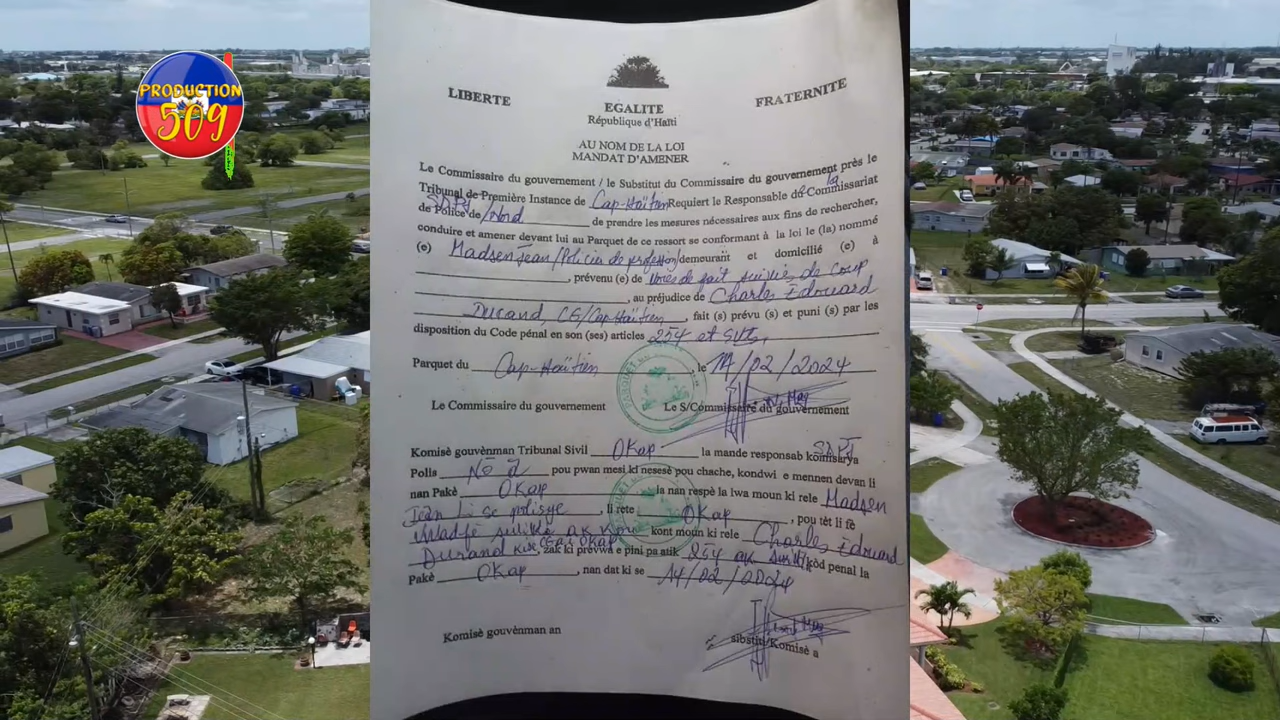 PRODUCTION
509
LIBERTE
EGALITE
FRATERNITE
République d'Haïti
AU NOM DE LA LOI
MANDAT D'AMENER
Le Commissaire du gouvernement / le Substitut du Commissaire du gouvernement près le
Tribunal de Première Instance de Cap-Haïtien Requiert le Responsable de la Commissariat
de Police de SDPJ/Nord de prendre les mesures nécessaires aux fins de rechercher,
conduire et amener devant lui au Parquet de ce ressort se conformant à la loi le (la) nommé
(e) Madsen Jean/Policier de profession/demeurant et domicilié (e) à
, prévenu (e) de Voies de fait suivies de coup
, au préjudice de Charles Edouard
Durand, CG/Cap-Haïtien, fait (s) prévu (s) et puni (s) par les
disposition du Code pénal en son (ses) articles 254 et svts.
Parquet du Cap-Haïtien, le 14/02/2024
Le Commissaire du gouvernement
Le S/Commissaire du gouvernement
Komisè gouvènman Tribunal Sivil OKap la mande responsab komisarya SDPJ
Polis Nò d pou pwan mesi ki nesesè pou chache, kondwi e mennen devan li
nan Pakè OKap la nan respè la lwa moun ki rele Madsen
Jean Li se polisye, li rete OKap, pou tèt li fè
ak kou kont moun ki rele Charles Edouard
Durand, zak ki prevwa e pini pa atik 254 ak kòd penal la
Pakè OKap, nan dat ki se 14/02/2024
Komisè gouvènman an
sibstiti/Komisè a